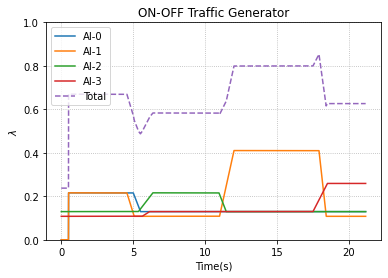 ON-OFF Traffic Generator
1.0
0.8
0.6
0.4
0.2
0.0
λ
AI-0
AI-1
AI-2
AI-3
Total
0 5 10 15 20
Time(s)